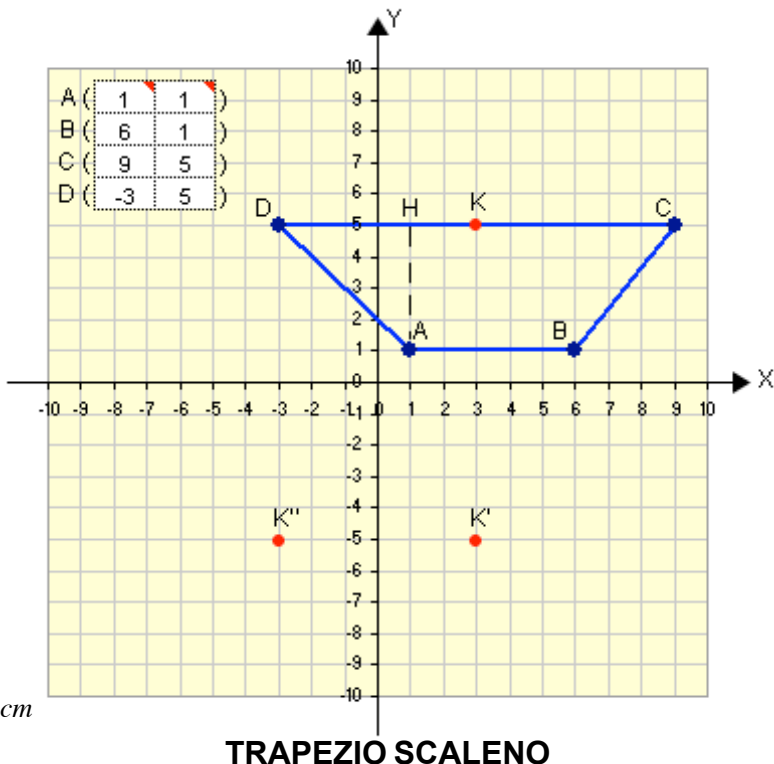 Y
10
A ( 1 1 )
9
B ( 6 1 )
8
C ( 9 5 )
7
D ( -3 5 )
6
D H K C
5
4
3
2
A B
1
0
X
-10 -9 -8 -7 -6 -5 -4 -3 -2 -1 0 1 2 3 4 5 6 7 8 9 10
-1
-2
-3
-4
K" K'
-5
-6
-7
-8
-9
-10
cm
TRAPEZIO SCALENO